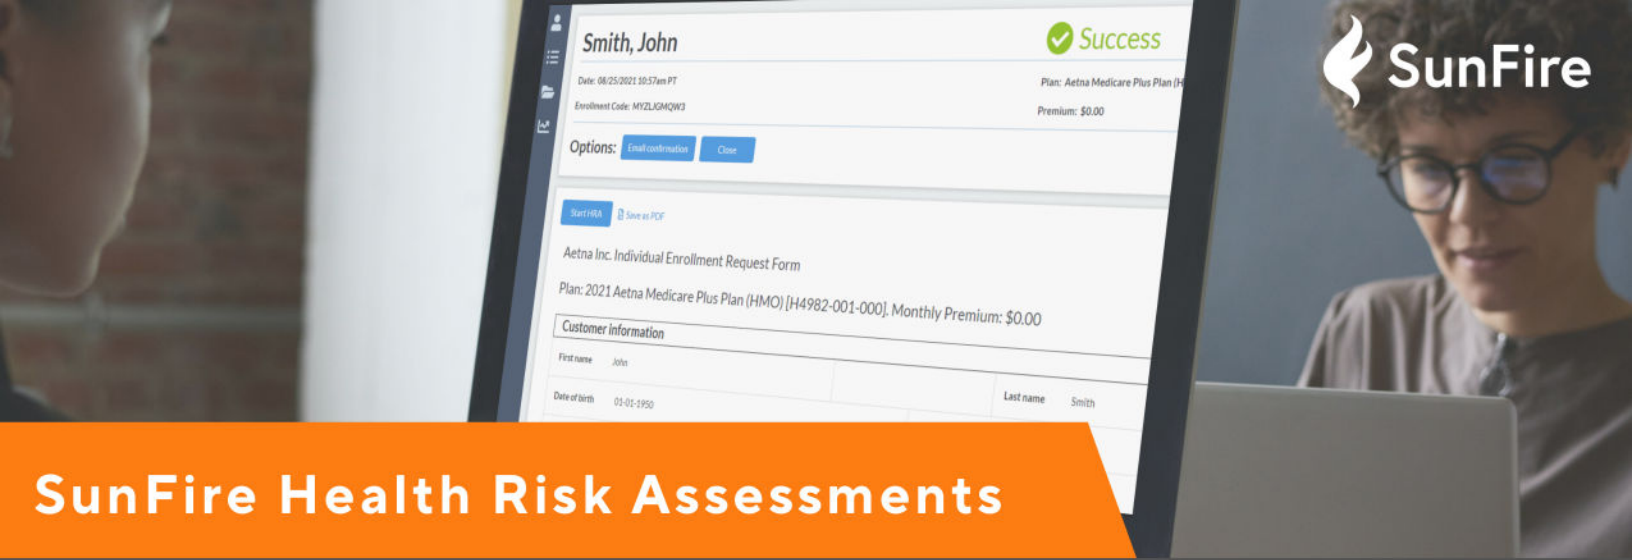 Smith, John
Success
SunFire
Date: 08/25/2021 10:57am PT
Plan: Aetna Medicare Plus Plan (H
Enrollment Code: MYZLJGMQW3
Premium: $0.00
Options:
Email confirmation
Close
Start HRA
Save as PDF
Aetna Inc. Individual Enrollment Request Form
Plan: 2021 Aetna Medicare Plus Plan (HMO) [H4982-001-000]. Monthly Premium: $0.00
Customer information
First name John
Last name Smith
Date of birth 01-01-1950
SunFire Health Risk Assessments